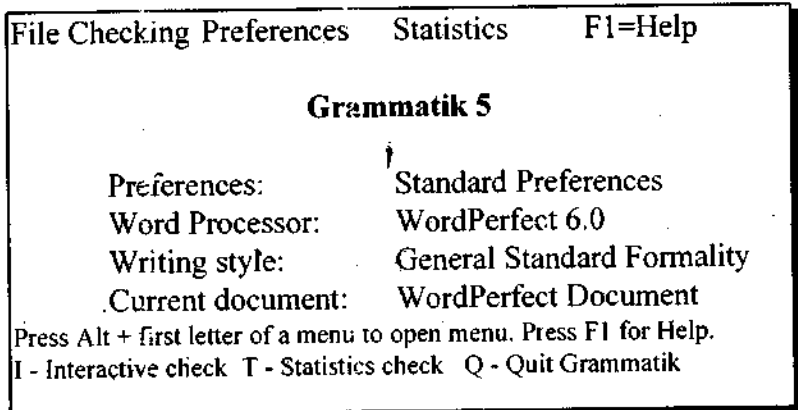 File Checking Preferences Statistics F1=Help
Grammatik 5
Preferences: Standard Preferences
Word Processor: WordPerfect 6.0
Writing style: General Standard Formality
Current document: WordPerfect Document
Press Alt + first letter of a menu to open menu. Press F1 for Help.
I - Interactive check T - Statistics check Q - Quit Grammatik